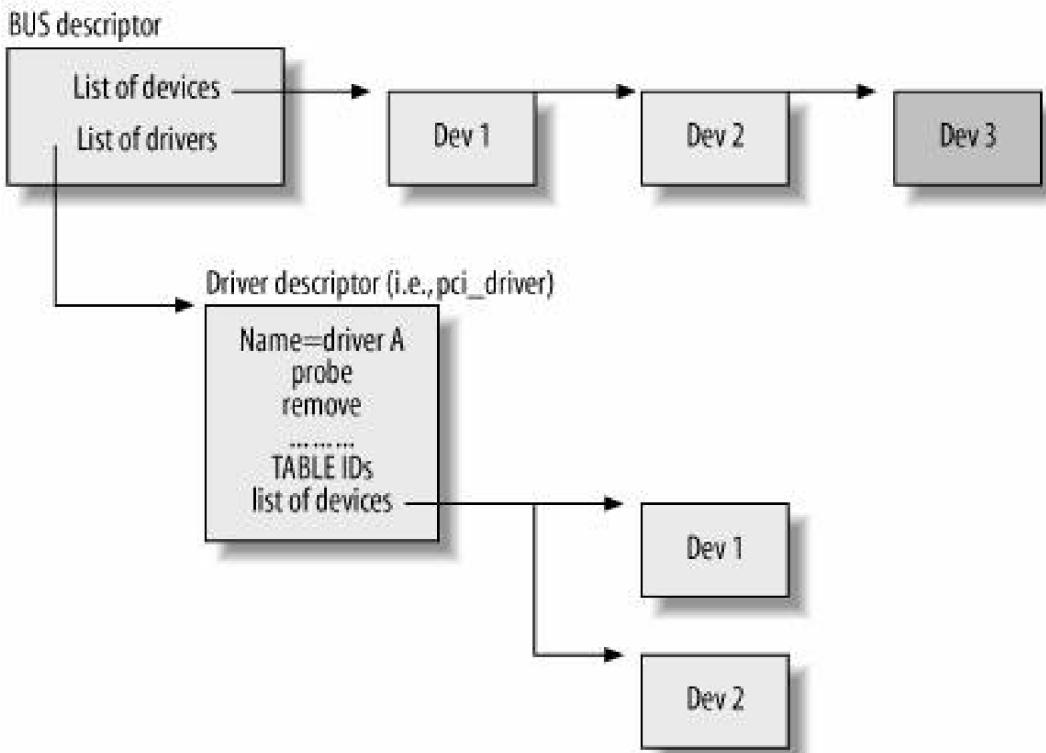 BUS descriptor
List of devices
List of drivers
Dev 1
Dev 2
Dev 3
Driver descriptor (i.e., pci_driver)
Name=driver A
probe
remove
………
TABLE IDs
list of devices
Dev 1
Dev 2